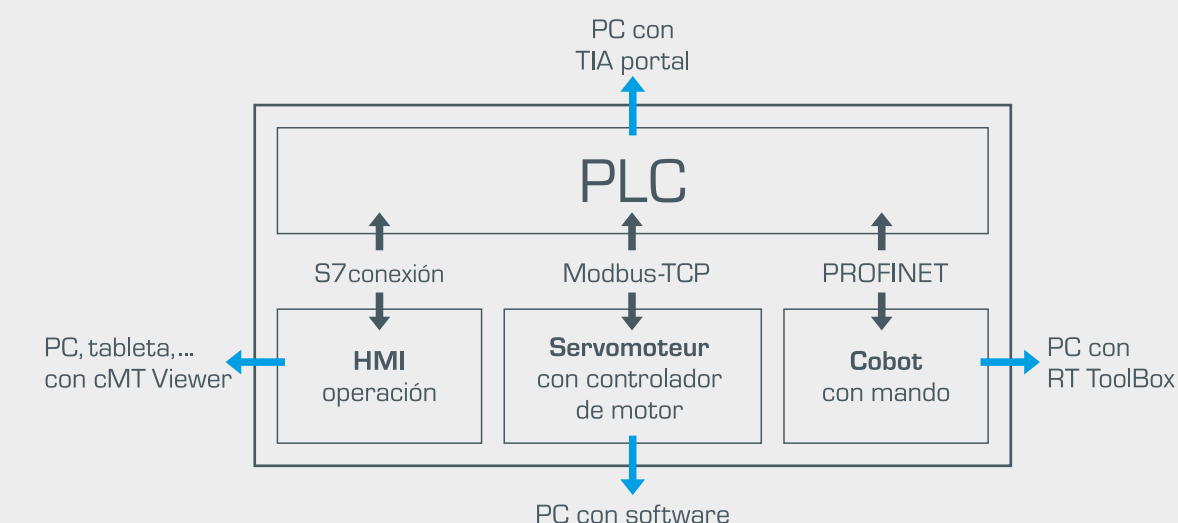 PC con
TIA portal
PLC
S7conexión
Modbus-TCP
PROFINET
PC, tableta,...
con cMT Viewer
HMI
operación
Servomoteur
con controlador
de motor
Cobot
con mando
PC con
RT ToolBox
PC con software